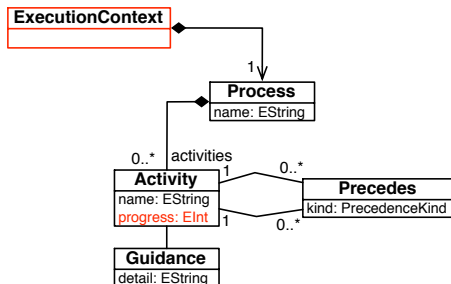 ExecutionContext
1
Process
name: EString
0..* activities
Activity
1
0..*
name: EString
progress: EInt
Precedes
kind: PrecedenceKind
1
0..*
Guidance
detail: EString